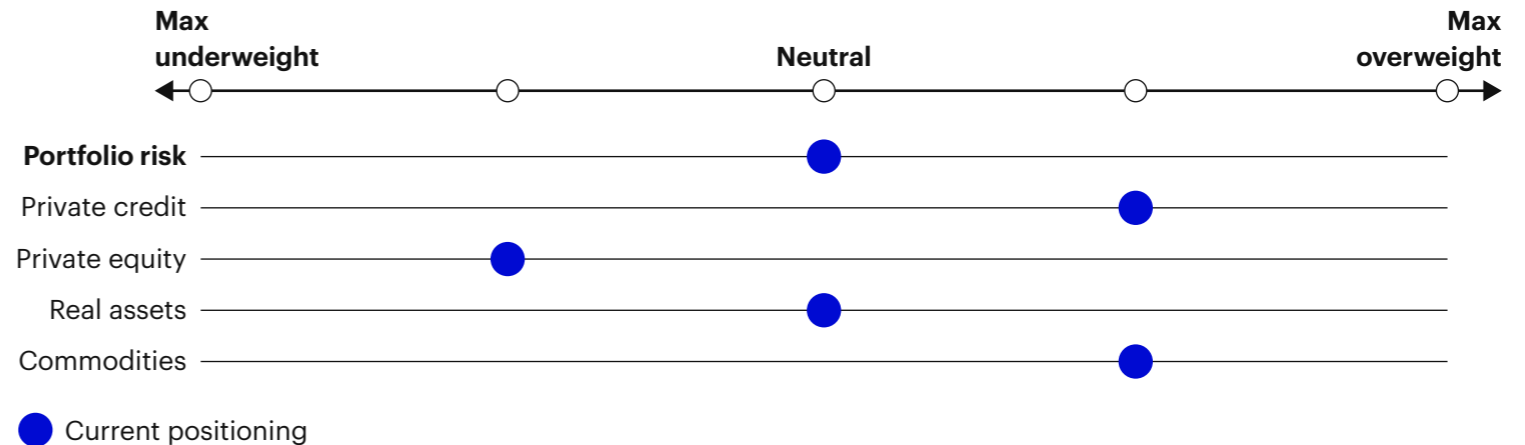 Max
underweight
Neutral
Max
overweight
Portfolio risk
Private credit
Private equity
Real assets
Commodities
Current positioning